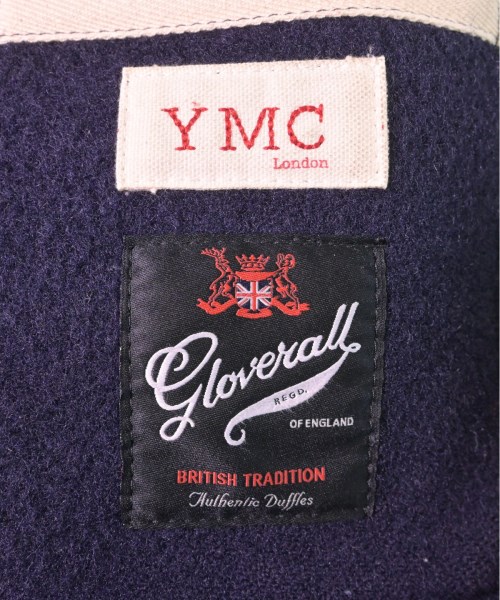 YMC
London
Gloverall
REGD.
OF ENGLAND
BRITISH TRADITION
Authentic Duffles